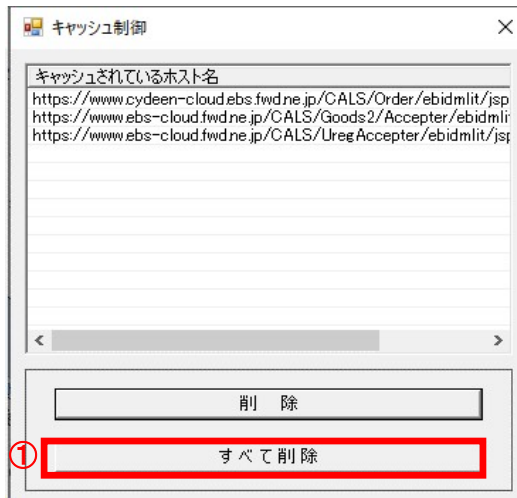 キャッシュ制御
キャッシュされているホスト名
https://www.cydeen-cloud.ebs.fwd.ne.jp/CALS/Order/ebidmlit/jsp
https://www.ebs-cloud.fwd.ne.jp/CALS/Goods2/Accepter/ebidmli
https://www.ebs-cloud.fwd.ne.jp/CALS/UregAccepter/ebidmlit/jsp
削 除
① すべて削除